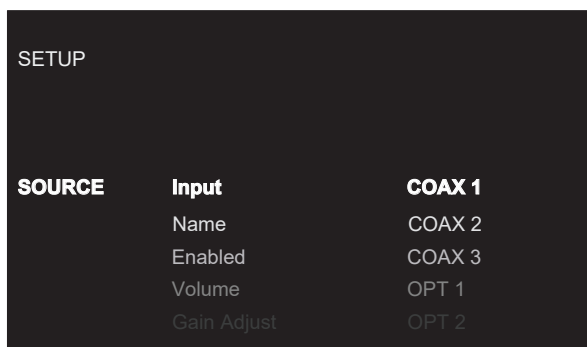 SETUP
SOURCE Input COAX 1
Name COAX 2
Enabled COAX 3
Volume OPT 1
Gain Adjust OPT 2